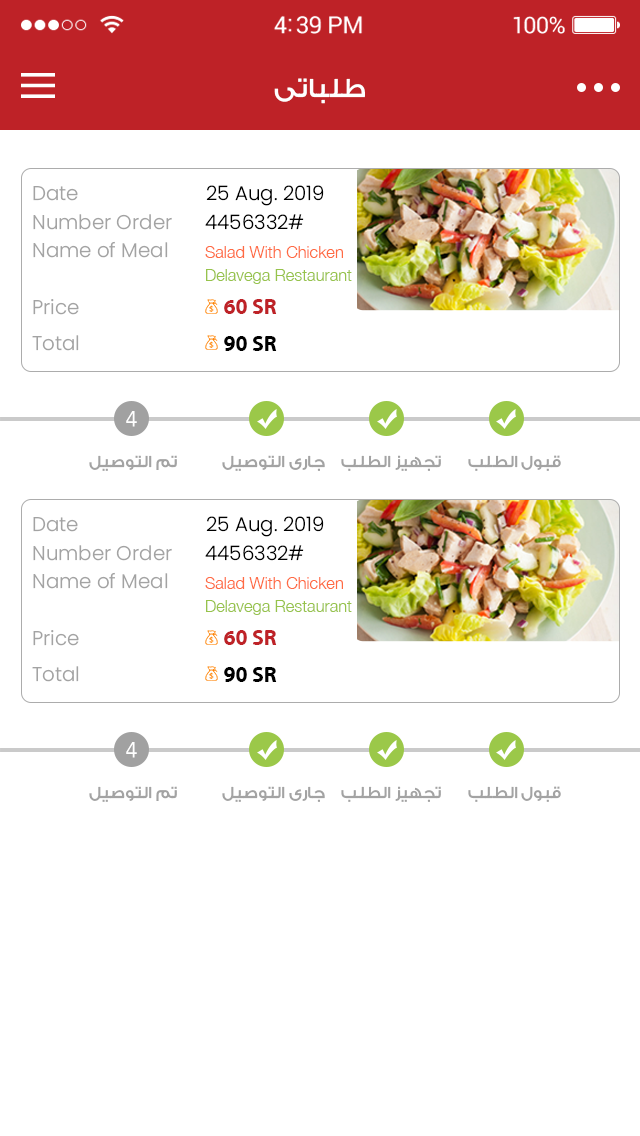 4:39 PM 100%
طلباتى
Date 25 Aug. 2019
Number Order 4456332#
Name of Meal Salad With Chicken
Delavega Restaurant
Price 60 SR
Total 90 SR
4
قبول الطلب تجهيز الطلب جارى التوصيل تم التوصيل
Date 25 Aug. 2019
Number Order 4456332#
Name of Meal Salad With Chicken
Delavega Restaurant
Price 60 SR
Total 90 SR
4
قبول الطلب تجهيز الطلب جارى التوصيل تم التوصيل